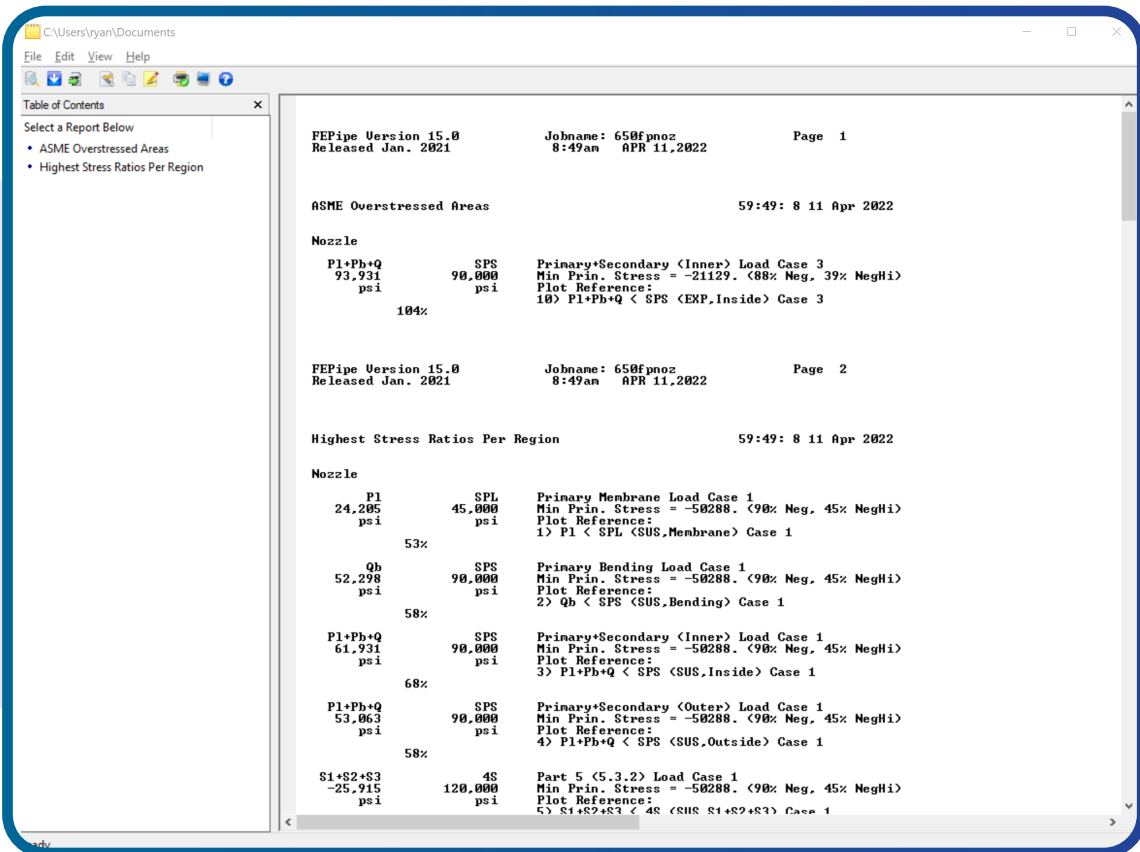 C:\Users\ryan\Documents
File Edit View Help
Table of Contents
Select a Report Below
• ASME Overstressed Areas
• Highest Stress Ratios Per Region
FEPipe Version 15.0 Jobname: 650fpnoz Page 1
Released Jan. 2021 8:49am APR 11,2022
ASME Overstressed Areas 59:49: 8 11 Apr 2022
Nozzle
Pl+Pb+Q SPS Primary+Secondary (Inner) Load Case 3
93,931 90,000 Min Prin. Stress = -21129. (88% Neg, 39% NegHi)
psi psi Plot Reference:
10) Pl+Pb+Q < SPS (EXP,Inside) Case 3
104%
FEPipe Version 15.0 Jobname: 650fpnoz Page 2
Released Jan. 2021 8:49am APR 11,2022
Highest Stress Ratios Per Region 59:49: 8 11 Apr 2022
Nozzle
Pl SPL Primary Membrane Load Case 1
24,205 45,000 Min Prin. Stress = -50288. (90% Neg, 45% NegHi)
psi psi Plot Reference:
1) Pl < SPL (SUS,Membrane) Case 1
53%
Qb SPS Primary Bending Load Case 1
52,298 90,000 Min Prin. Stress = -50288. (90% Neg, 45% NegHi)
psi psi Plot Reference:
2) Qb < SPS (SUS,Bending) Case 1
58%
Pl+Pb+Q SPS Primary+Secondary (Inner) Load Case 1
61,931 90,000 Min Prin. Stress = -50288. (90% Neg, 45% NegHi)
psi psi Plot Reference:
3) Pl+Pb+Q < SPS (SUS,Inside) Case 1
68%
Pl+Pb+Q SPS Primary+Secondary (Outer) Load Case 1
53,063 90,000 Min Prin. Stress = -50288. (90% Neg, 45% NegHi)
psi psi Plot Reference:
4) Pl+Pb+Q < SPS (SUS,Outside) Case 1
58%
S1+S2+S3 4S Part 5 (5.3.2) Load Case 1
-25,915 120,000 Min Prin. Stress = -50288. (90% Neg, 45% NegHi)
psi psi Plot Reference:
5) S1+S2+S3 < 4S (SUS S1+S2+S3) Case 1